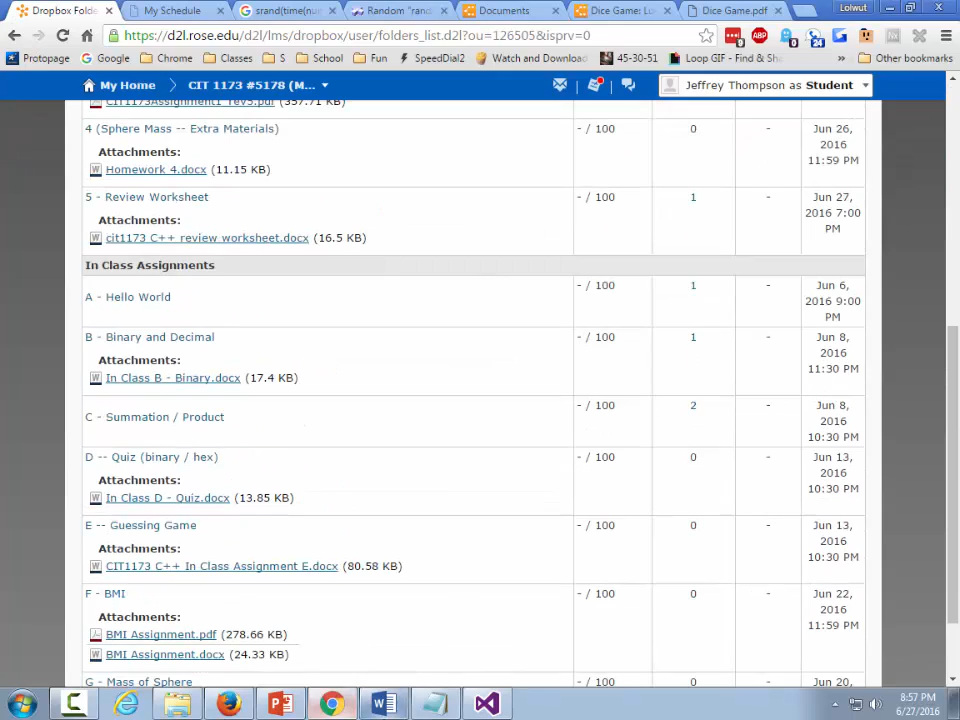 Dropbox Folde
My Schedule
srand(time(nu
Random "ran
Documents
Dice Game: Lo
Dice Game.pdf
Lolwut
https://d2l.rose.edu/d2l/lms/dropbox/user/folders_list.d2l?ou=126505&isprv=0
Protopage
Google
Chrome
Classes
S
School
Fun
SpeedDial2
Watch and Download
45-30-51
Loop GIF - Find & Sh
»
Other bookmarks
My Home
CIT 1173 #5178 (M...
Jeffrey Thompson as Student
CIT1173Assignment1_rev5.pdf (357.71 KB)
4 (Sphere Mass -- Extra Materials)
- / 100
0
-
Jun 26,
2016
11:59 PM
Attachments:
Homework 4.docx (11.15 KB)
5 - Review Worksheet
- / 100
1
-
Jun 27,
2016 7:00
PM
Attachments:
cit1173 C++ review worksheet.docx (16.5 KB)
In Class Assignments
A - Hello World
- / 100
1
-
Jun 6,
2016 9:00
PM
B - Binary and Decimal
- / 100
1
-
Jun 8,
2016
11:30 PM
Attachments:
In Class B - Binary.docx (17.4 KB)
C - Summation / Product
- / 100
2
-
Jun 8,
2016
10:30 PM
D -- Quiz (binary / hex)
- / 100
0
-
Jun 13,
2016
10:30 PM
Attachments:
In Class D - Quiz.docx (13.85 KB)
E -- Guessing Game
- / 100
0
-
Jun 13,
2016
10:30 PM
Attachments:
CIT1173 C++ In Class Assignment E.docx (80.58 KB)
F - BMI
- / 100
0
-
Jun 22,
2016
11:59 PM
Attachments:
BMI Assignment.pdf (278.66 KB)
BMI Assignment.docx (24.33 KB)
G - Mass of Sphere
- / 100
0
-
Jun 20,
8:57 PM
6/27/2016